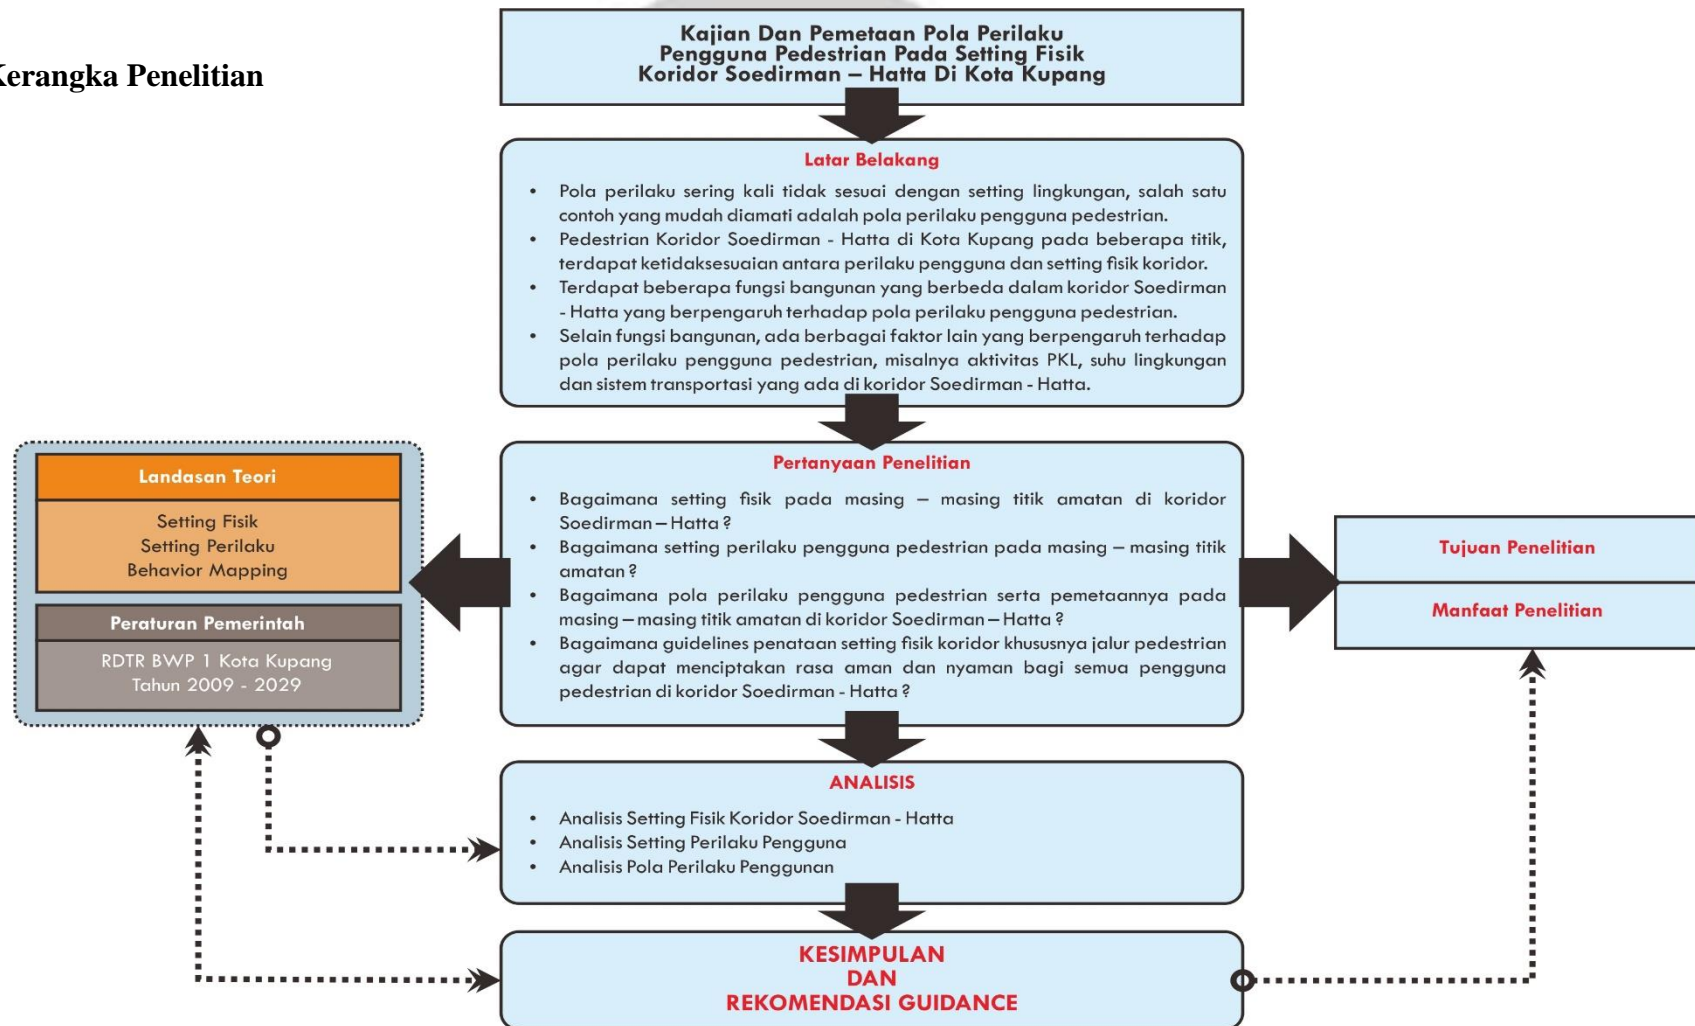 Kerangka Penelitian
Kajian Dan Pemetaan Pola Perilaku
Pengguna Pedestrian Pada Setting Fisik
Koridor Soedirman – Hatta Di Kota Kupang
Latar Belakang
• Pola perilaku sering kali tidak sesuai dengan setting lingkungan, salah satu
contoh yang mudah diamati adalah pola perilaku pengguna pedestrian.
• Pedestrian Koridor Soedirman - Hatta di Kota Kupang pada beberapa titik,
terdapat ketidaksesuaian antara perilaku pengguna dan setting fisik koridor.
• Terdapat beberapa fungsi bangunan yang berbeda dalam koridor Soedirman
- Hatta yang berpengaruh terhadap pola perilaku pengguna pedestrian.
• Selain fungsi bangunan, ada berbagai faktor lain yang berpengaruh terhadap
pola perilaku pengguna pedestrian, misalnya aktivitas PKL, suhu lingkungan
dan sistem transportasi yang ada di koridor Soedirman - Hatta.
Landasan Teori
Setting Fisik
Setting Perilaku
Behavior Mapping
Peraturan Pemerintah
RDTR BWP 1 Kota Kupang
Tahun 2009 - 2029
Pertanyaan Penelitian
• Bagaimana setting fisik pada masing – masing titik amatan di koridor
Soedirman – Hatta ?
• Bagaimana setting perilaku pengguna pedestrian pada masing – masing titik
amatan ?
• Bagaimana pola perilaku pengguna pedestrian serta pemetaannya pada
masing – masing titik amatan di koridor Soedirman – Hatta ?
• Bagaimana guidelines penataan setting fisik koridor khususnya jalur pedestrian
agar dapat menciptakan rasa aman dan nyaman bagi semua pengguna
pedestrian di koridor Soedirman - Hatta ?
Tujuan Penelitian
Manfaat Penelitian
ANALISIS
• Analisis Setting Fisik Koridor Soedirman - Hatta
• Analisis Setting Perilaku Pengguna
• Analisis Pola Perilaku Penggunan
KESIMPULAN
DAN
REKOMENDASI GUIDANCE